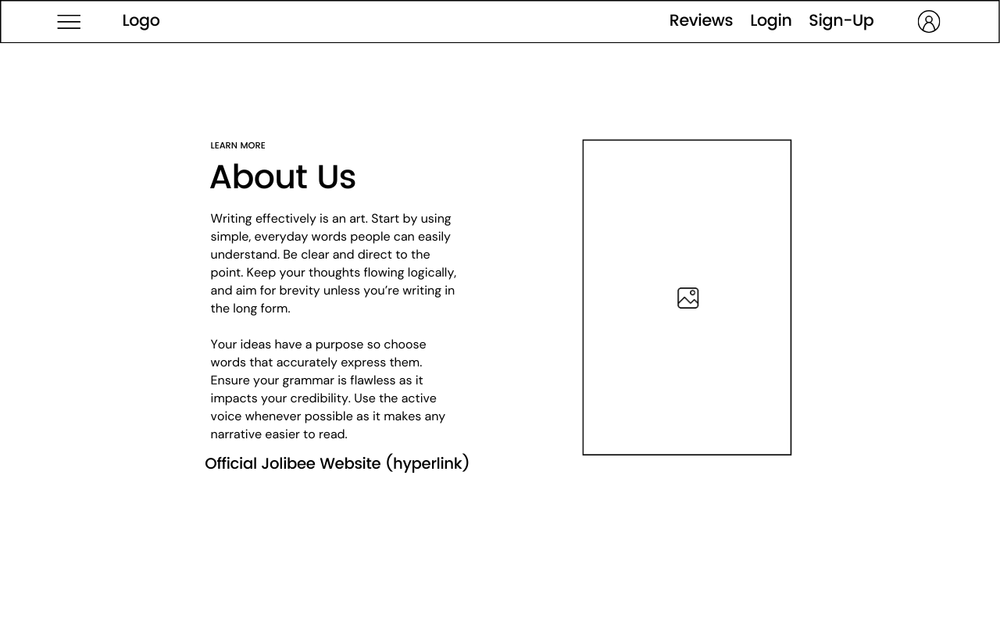 Logo
Reviews Login Sign-Up
LEARN MORE
About Us
Writing effectively is an art. Start by using
simple, everyday words people can easily
understand. Be clear and direct to the
point. Keep your thoughts flowing logically,
and aim for brevity unless you’re writing in
the long form.
Your ideas have a purpose so choose
words that accurately express them.
Ensure your grammar is flawless as it
impacts your credibility. Use the active
voice whenever possible as it makes any
narrative easier to read.
Official Jolibee Website (hyperlink)